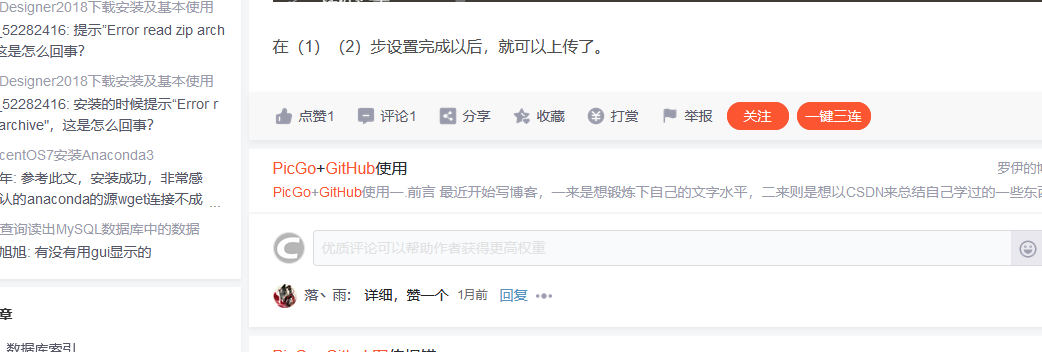 Designer2018下载安装及基本使用
_52282416: 提示“Error read zip arch
这是怎么回事?
Designer2018下载安装及基本使用
_52282416: 安装的时候提示“Error r
archive”，这是怎么回事?
centOS7安装Anaconda3
年: 参考此文，安装成功，非常感
认的anaconda的源wget连接不成 ...
查询读出MySQL数据库中的数据
旭旭: 有没有用gui显示的
章
数据库索引
在（1）（2）步设置完成以后，就可以上传了。
点赞1 评论1 分享 收藏 打赏 举报 关注 一键三连
PicGo+GitHub使用 罗伊的博
PicGo+GitHub使用一.前言 最近开始写博客，一来是想锻炼下自己的文字水平，二来则是想以CSDN来总结自己学过的一些东西
优质评论可以帮助作者获得更高权重
落丶雨: 详细，赞一个 1月前 回复